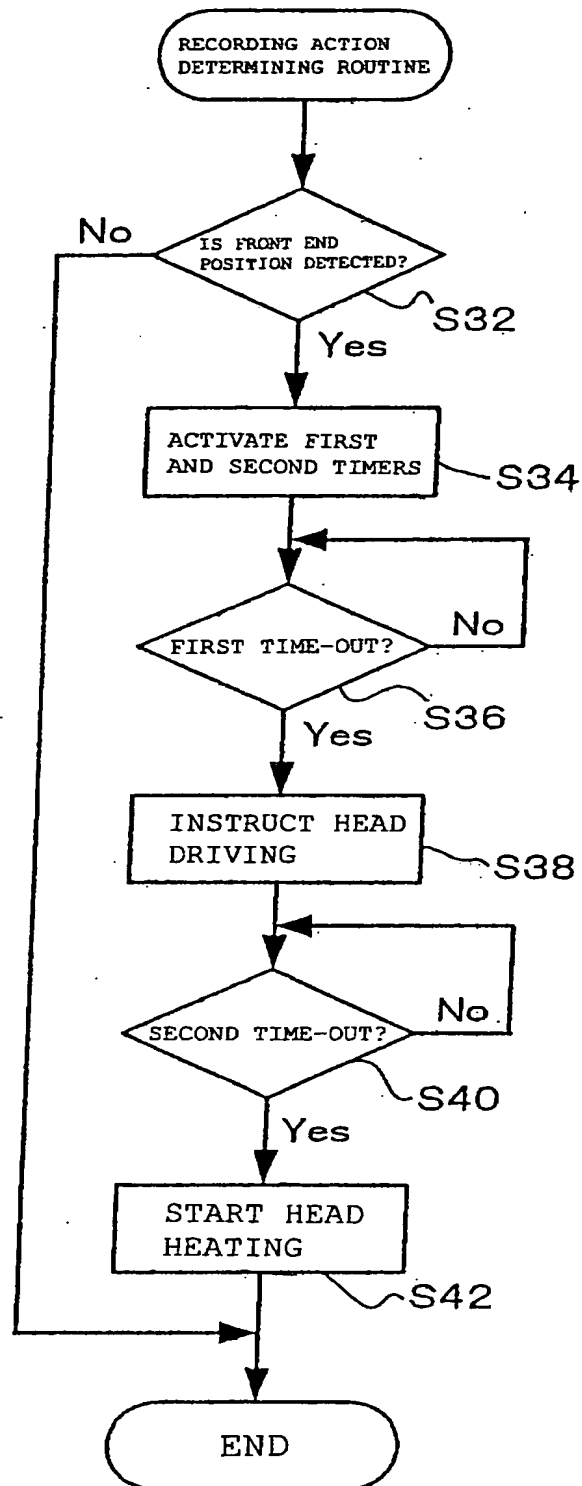 RECORDING ACTION
DETERMINING ROUTINE
No
IS FRONT END
POSITION DETECTED?
S32
Yes
ACTIVATE FIRST
AND SECOND TIMERS
S34
FIRST TIME-OUT?
No
S36
Yes
INSTRUCT HEAD
DRIVING
S38
No
SECOND TIME-OUT?
S40
Yes
START HEAD
HEATING
S42
END